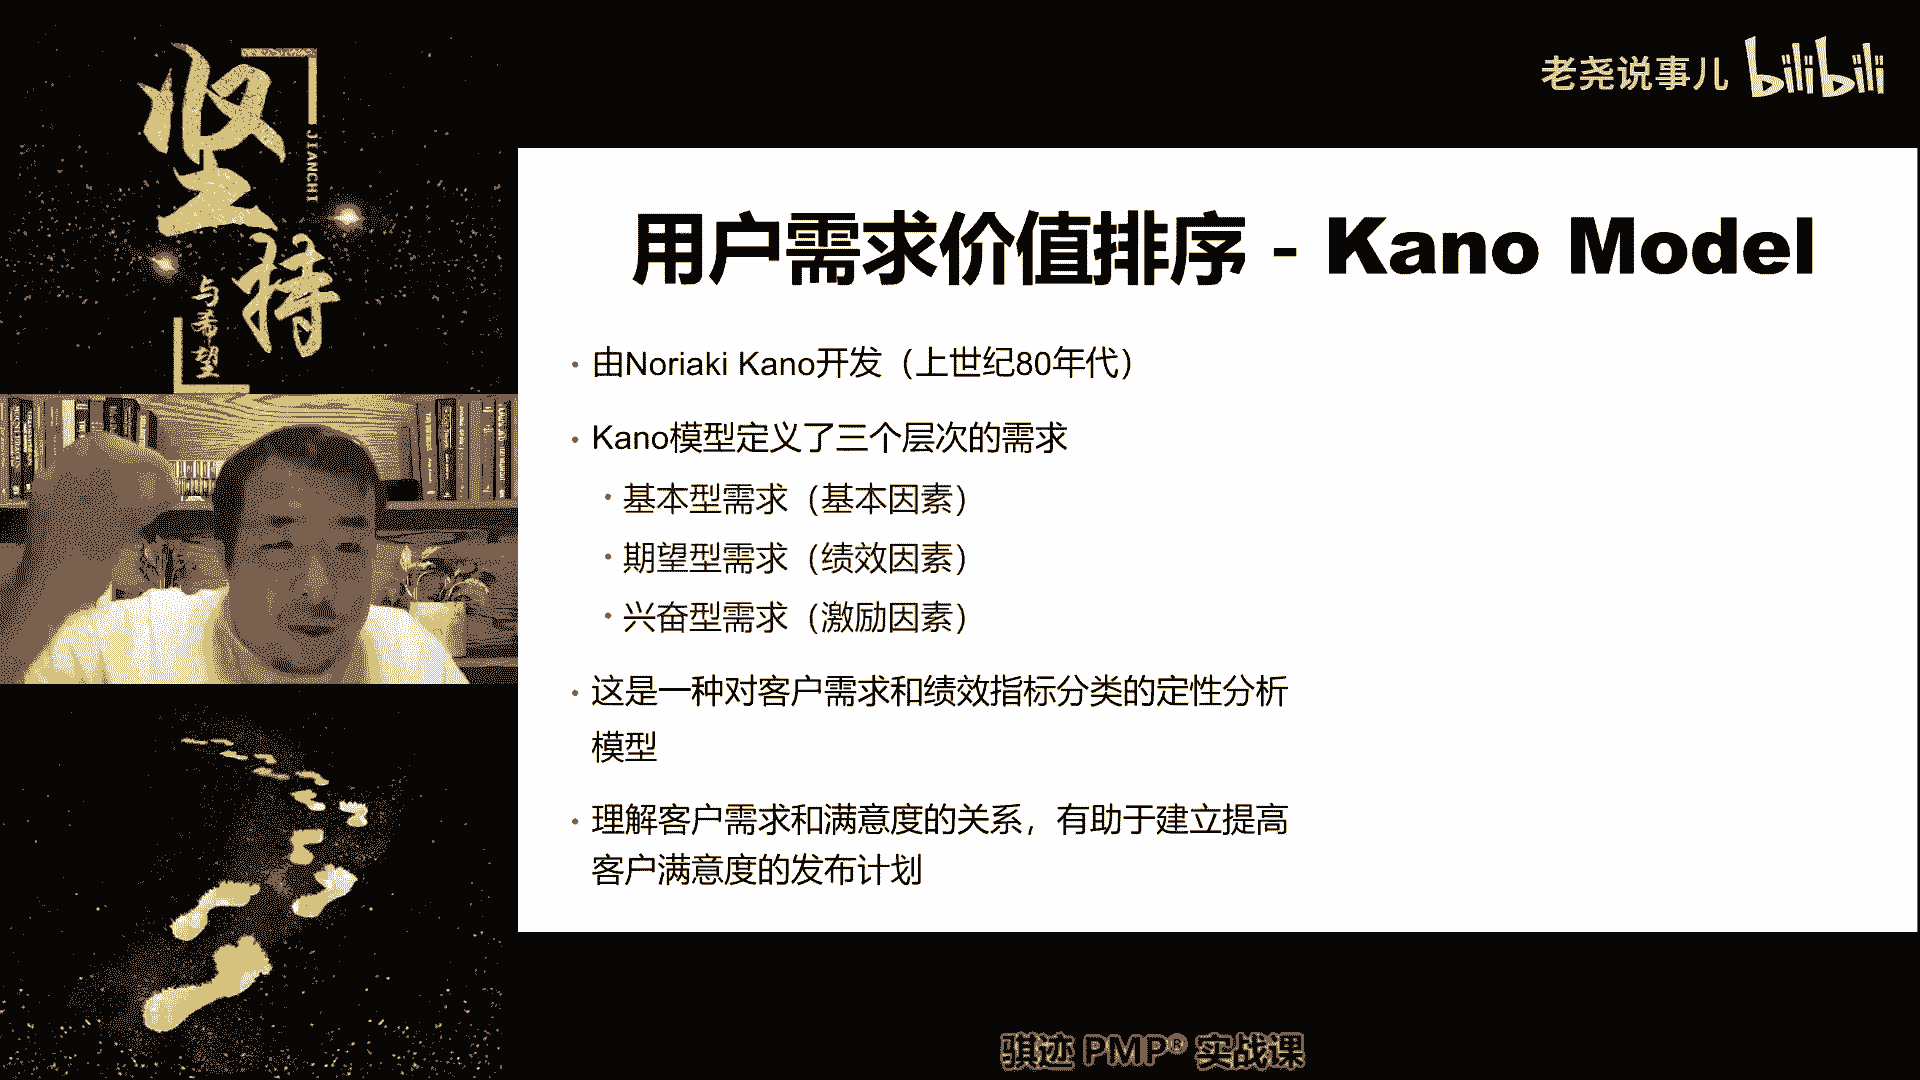 坚持
JIANCHI
与希望
老尧说事儿 bilibili
用户需求价值排序 - Kano Model
· 由Noriaki Kano开发（上世纪80年代）
· Kano模型定义了三个层次的需求
· 基本型需求（基本因素）
· 期望型需求（绩效因素）
· 兴奋型需求（激励因素）
· 这是一种对客户需求和绩效指标分类的定性分析
模型
· 理解客户需求和满意度的关系，有助于建立提高
客户满意度的发布计划
骐迹 PMP® 实战课